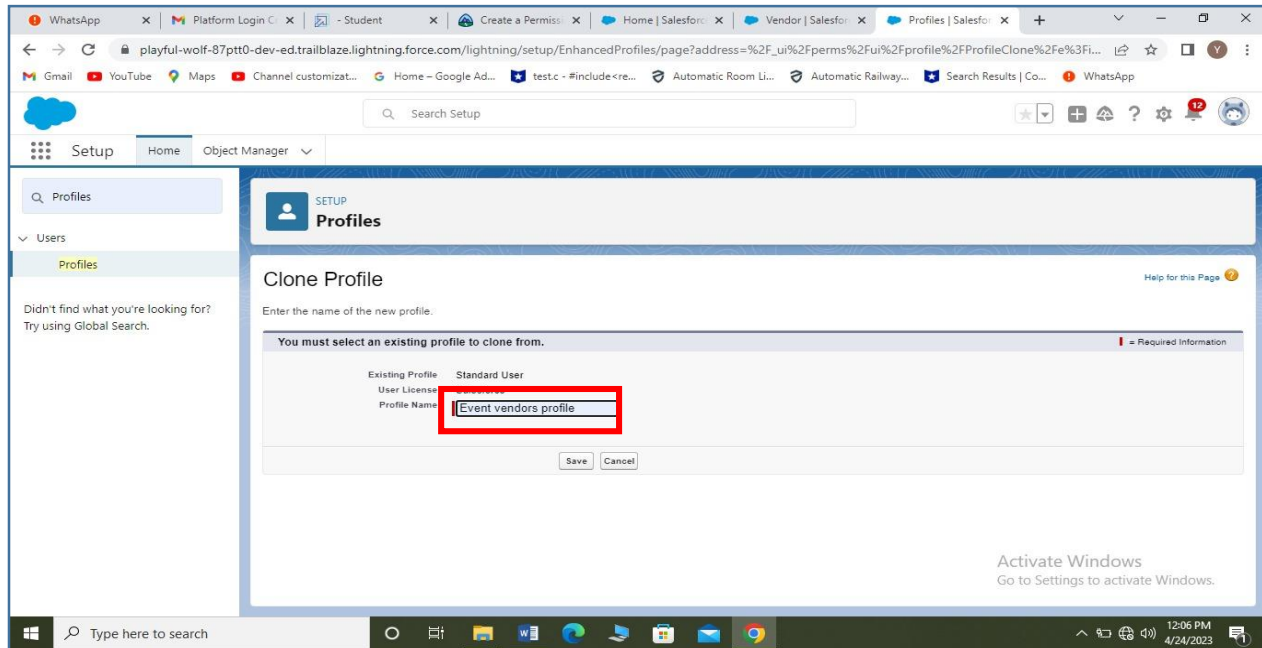 WhatsApp
Platform Login C
- Student
Create a Permiss
Home | Salesforc
Vendor | Salesfor
Profiles | Salesfor
playful-wolf-87ptt0-dev-ed.trailblaze.lightning.force.com/lightning/setup/EnhancedProfiles/page?address=%2F_ui%2Fperms%2Fui%2Fprofile%2FProfileClone%2Fe%3Fi...
Y
Gmail
YouTube
Maps
Channel customizat...
Home – Google Ad...
test.c - #include<re...
Automatic Room Li...
Automatic Railway...
Search Results | Co...
WhatsApp
Search Setup
12
Setup
Home
Object Manager
Profiles
Users
Profiles
Didn't find what you're looking for?
Try using Global Search.
SETUP
Profiles
Clone Profile
Help for this Page
Enter the name of the new profile.
You must select an existing profile to clone from.
= Required Information
Existing Profile Standard User
User License
Profile Name Event vendors profile
Save Cancel
Activate Windows
Go to Settings to activate Windows.
Type here to search
12:06 PM
4/24/2023
1